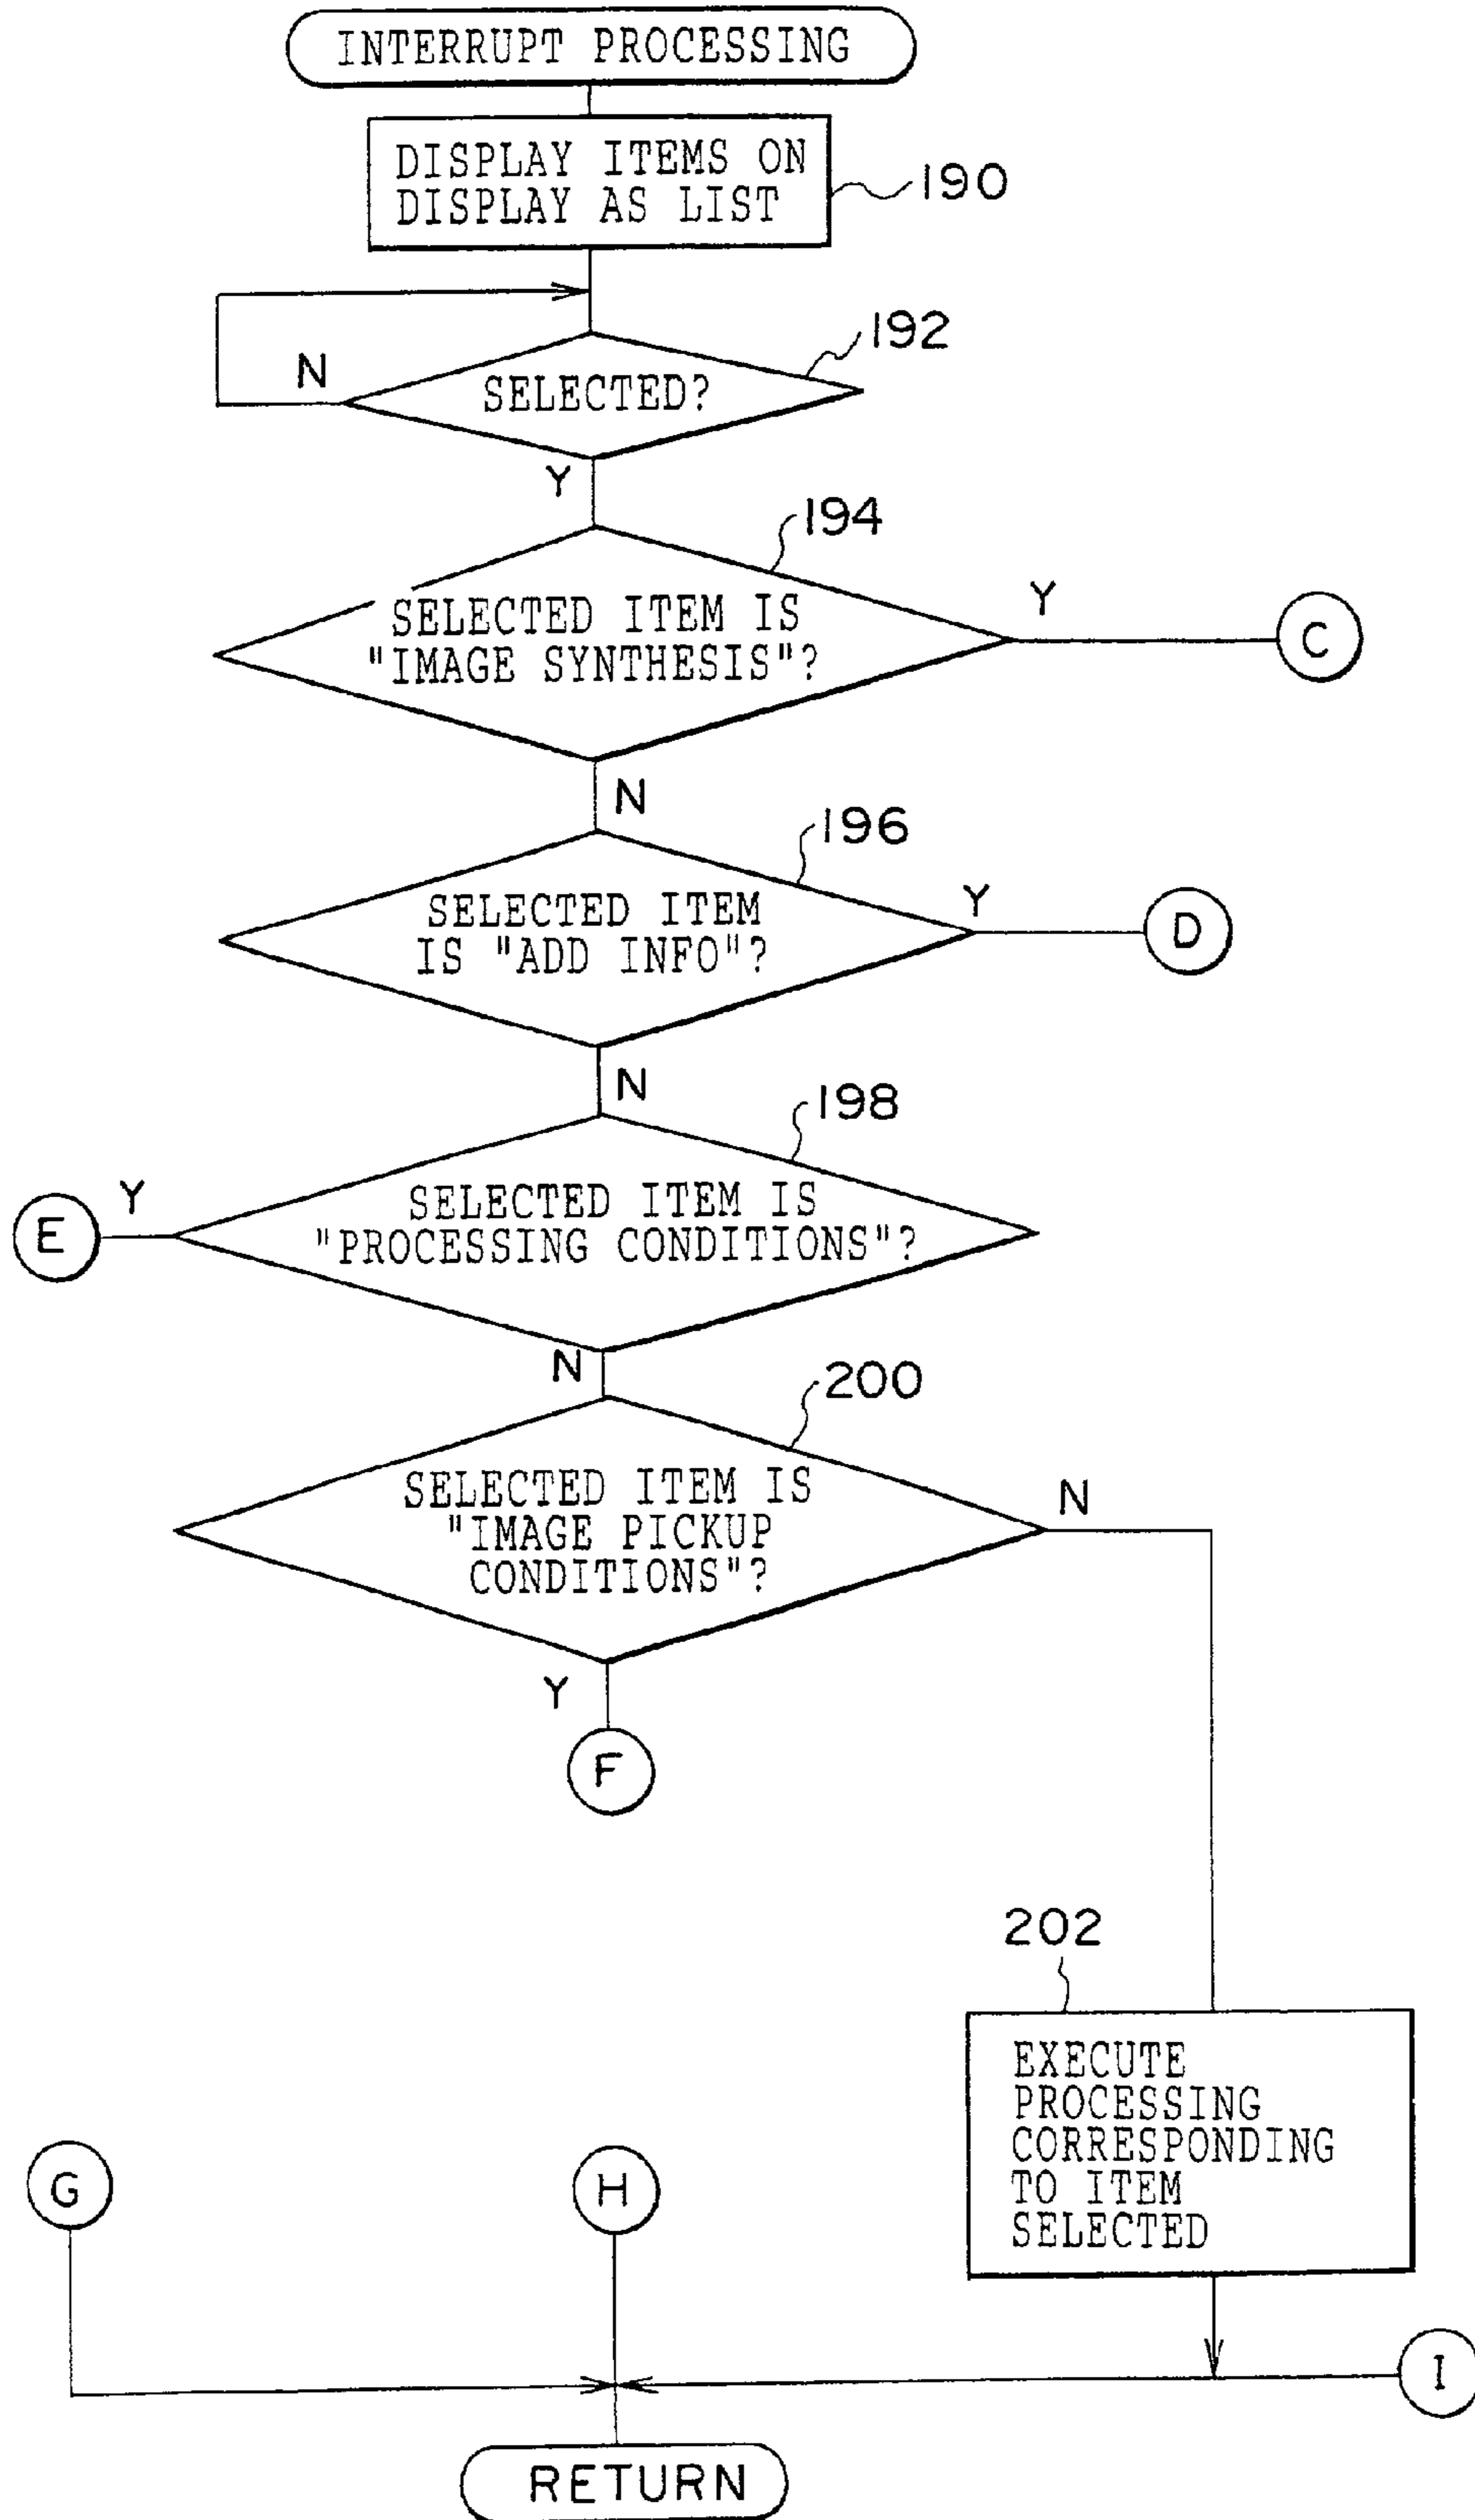 INTERRUPT PROCESSING
DISPLAY ITEMS ON
DISPLAY AS LIST
190
192
N
SELECTED?
Y
194
SELECTED ITEM IS
"IMAGE SYNTHESIS"?
Y
C
N
196
SELECTED ITEM
IS "ADD INFO"?
Y
D
N
198
E
Y
SELECTED ITEM IS
"PROCESSING CONDITIONS"?
N
200
SELECTED ITEM IS
"IMAGE PICKUP
CONDITIONS"?
N
Y
F
202
EXECUTE
PROCESSING
CORRESPONDING
TO ITEM
SELECTED
G
H
I
RETURN